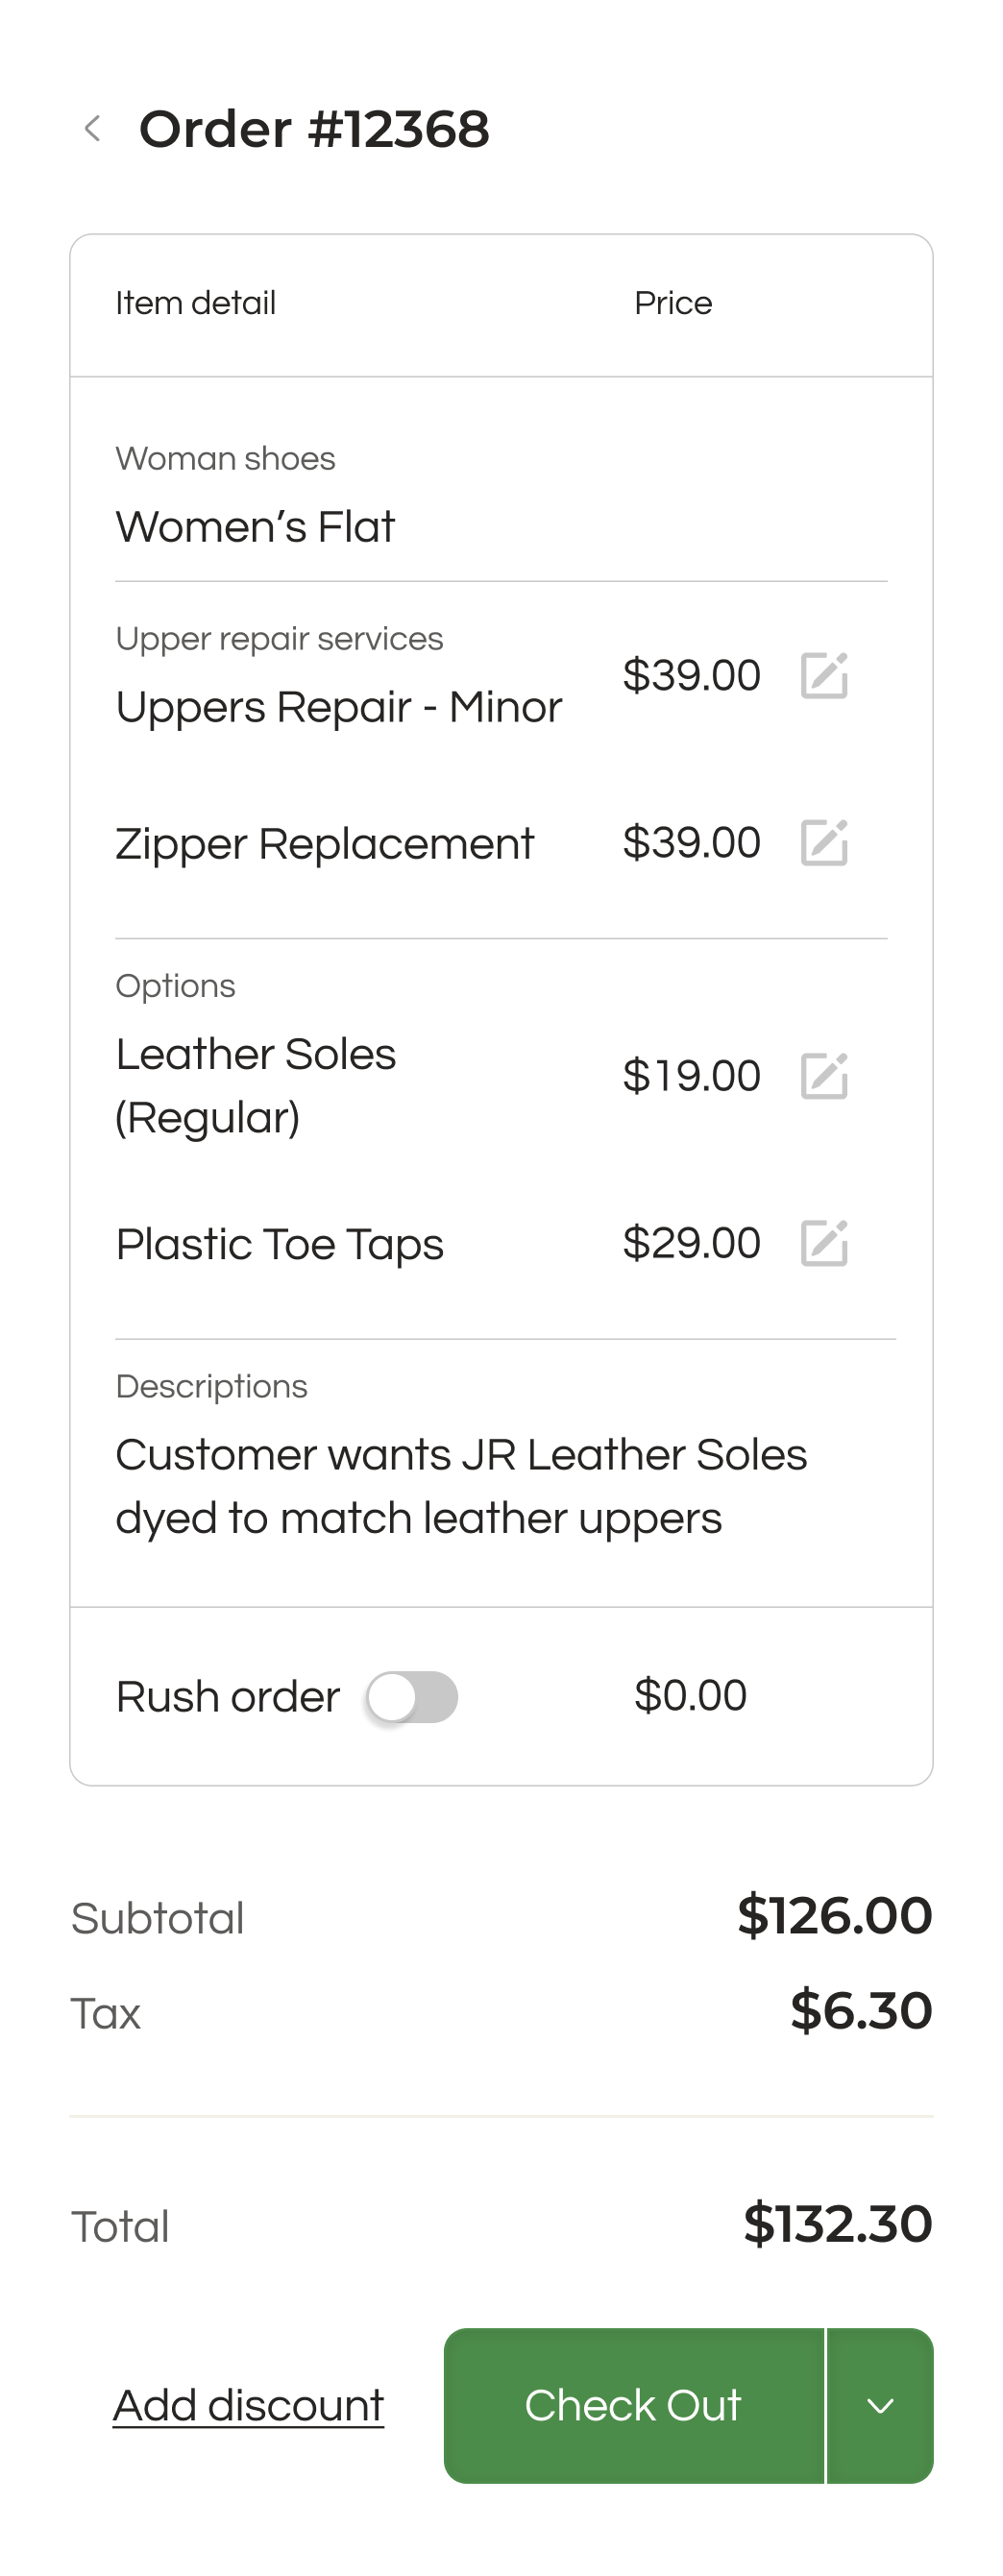 Order #12368
Item detail Price
Woman shoes
Women’s Flat
Upper repair services
Uppers Repair - Minor $39.00
Zipper Replacement $39.00
Options
Leather Soles
(Regular) $19.00
Plastic Toe Taps $29.00
Descriptions
Customer wants JR Leather Soles
dyed to match leather uppers
Rush order $0.00
Subtotal $126.00
Tax $6.30
Total $132.30
Add discount Check Out